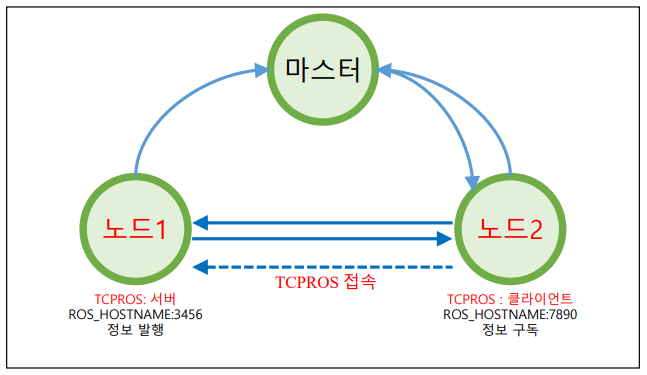 마스터
노드1
노드2
TCPROS 접속
TCPROS: 서버
ROS_HOSTNAME:3456
정보 발행
TCPROS : 클라이언트
ROS_HOSTNAME:7890
정보 구독